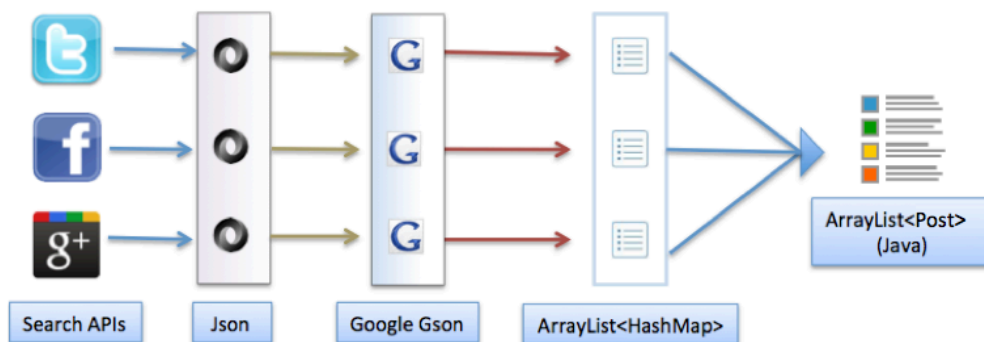 t
f
g+
G
G
G
ArrayList<Post>
(Java)
Search APIs
Json
Google Gson
ArrayList<HashMap>